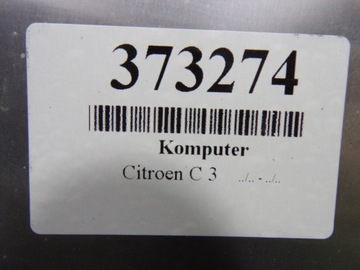 373274
Komputer
Citroen C 3 ../.. - ../..